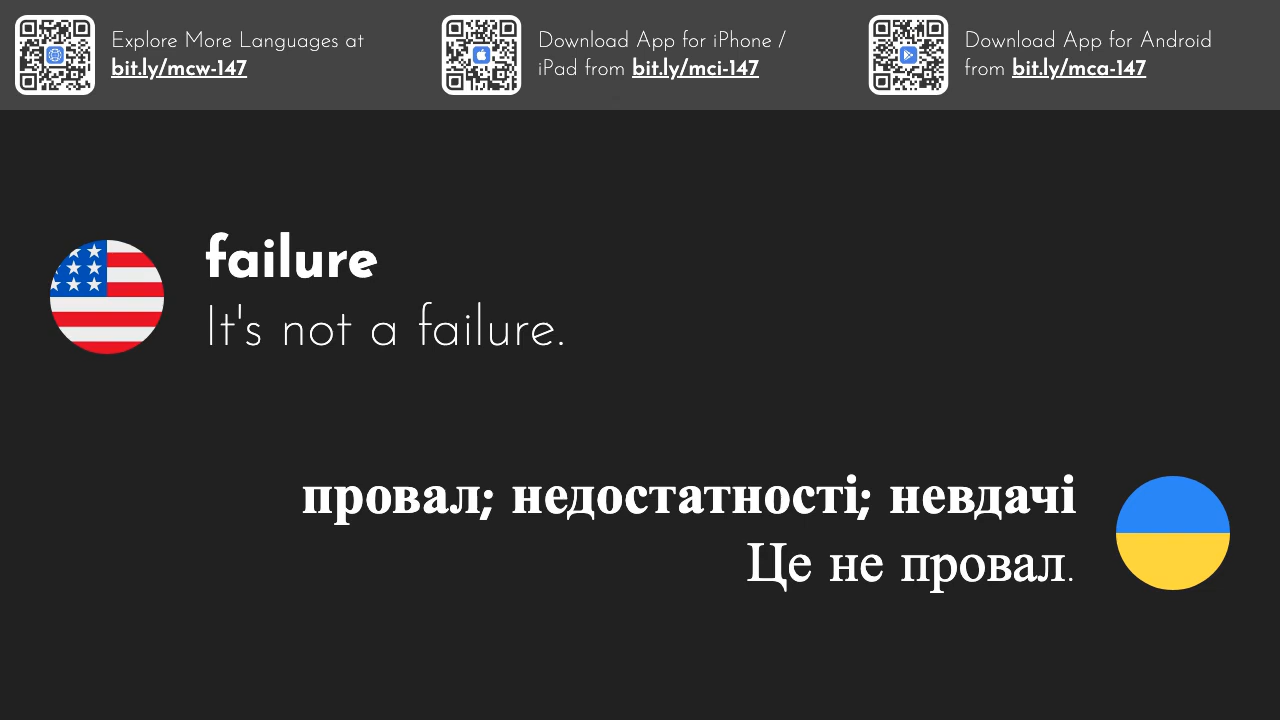 Explore More Languages at
bit.ly/mcw-147
Download App for iPhone /
iPad from bit.ly/mci-147
Download App for Android
from bit.ly/mca-147
failure
It's not a failure.
провал; недостатності; невдачі
Це не провал.